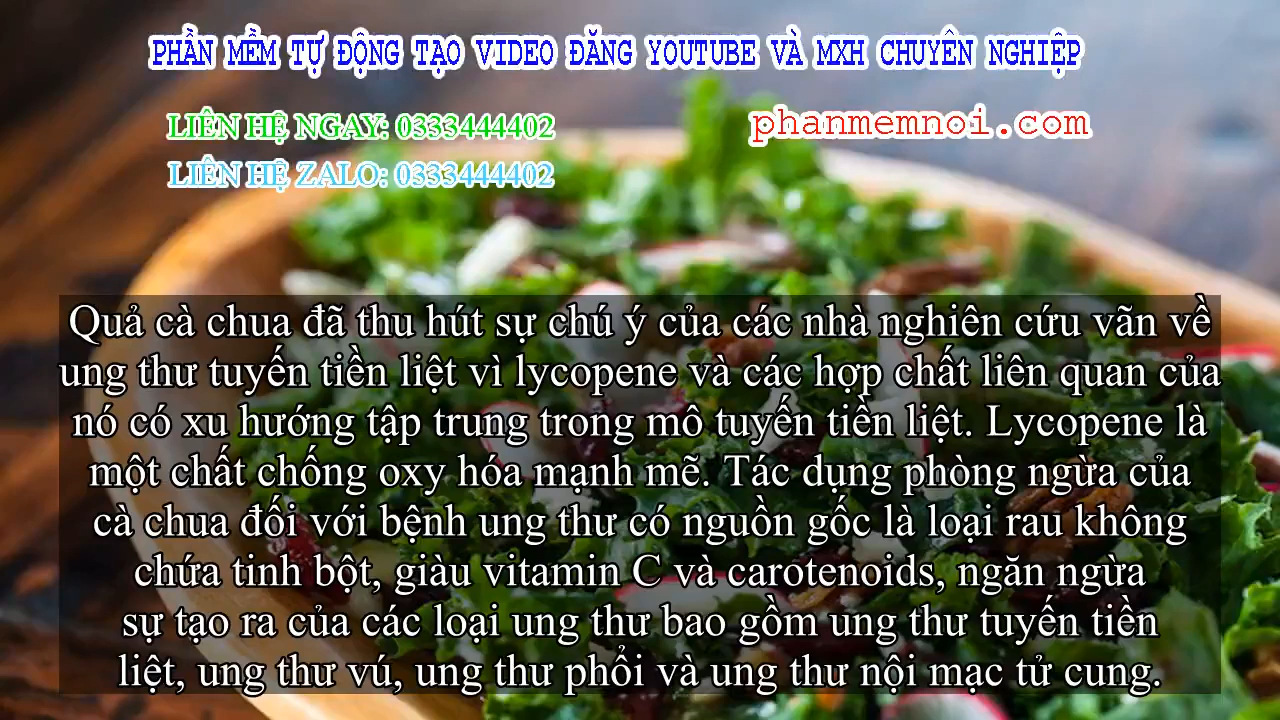 PHẦN MỀM TỰ ĐỘNG TẠO VIDEO ĐĂNG YOUTUBE VÀ MXH CHUYÊN NGHIỆP
LIÊN HỆ NGAY: 0333444402
phanmemnoi.com
LIÊN HỆ ZALO: 0333444402
Quả cà chua đã thu hút sự chú ý của các nhà nghiên cứu vãn về
ung thư tuyến tiền liệt vì lycopene và các hợp chất liên quan của
nó có xu hướng tập trung trong mô tuyến tiền liệt. Lycopene là
một chất chống oxy hóa mạnh mẽ. Tác dụng phòng ngừa của
cà chua đối với bệnh ung thư có nguồn gốc là loại rau không
chứa tinh bột, giàu vitamin C và carotenoids, ngăn ngừa
sự tạo ra của các loại ung thư bao gồm ung thư tuyến tiền
liệt, ung thư vú, ung thư phổi và ung thư nội mạc tử cung.